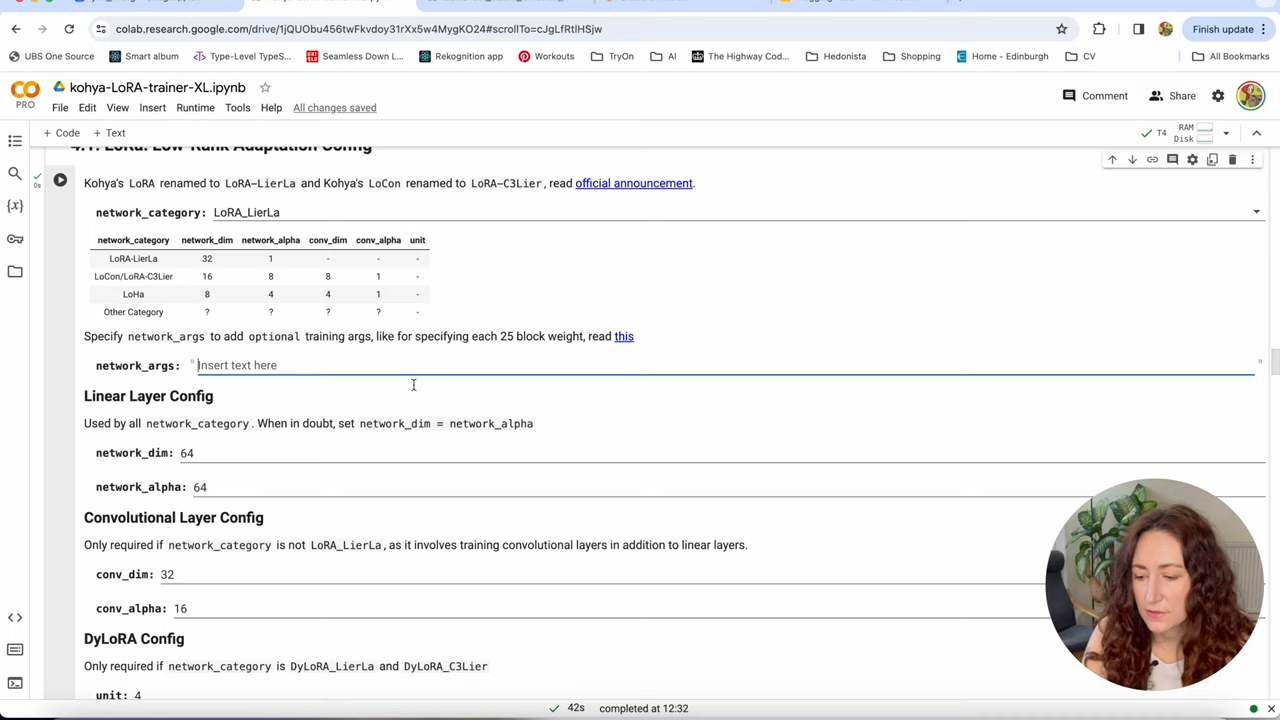 colab.research.google.com/drive/1jQUObu456twFkvdoy31rXx5w4MygKO24#scrollTo=cJgLfRtlHSjw
Finish update
UBS One Source
Smart album
Type-Level TypeS...
Seamless Down L...
Rekognition app
Workouts
TryOn
AI
The Highway Cod...
Hedonista
Shopping
Home - Edinburgh
CV
All Bookmarks
CO
PRO
kohya-LoRA-trainer-XL.ipynb
File Edit View Insert Runtime Tools Help All changes saved
Comment
Share
+ Code + Text
T4
RAM
Disk
4.1. LoRa: Low-Rank Adaptation Config
0s
Kohya's LoRA renamed to LoRA-LierLa and Kohya's LoCon renamed to LoRA-C3Lier, read official announcement.
network_category: LoRA_LierLa
network_category network_dim network_alpha conv_dim conv_alpha unit
LoRA-LierLa 32 1 - - -
LoCon/LoRA-C3Lier 16 8 8 1 -
LoHa 8 4 4 1 -
Other Category ? ? ? ? -
Specify network_args to add optional training args, like for specifying each 25 block weight, read this
network_args: " Insert text here "
Linear Layer Config
Used by all network_category. When in doubt, set network_dim = network_alpha
network_dim: 64
network_alpha: 64
Convolutional Layer Config
Only required if network_category is not LoRA_LierLa, as it involves training convolutional layers in addition to linear layers.
conv_dim: 32
conv_alpha: 16
DyLoRA Config
Only required if network_category is DyLoRA_LierLa and DyLoRA_C3Lier
unit: 4
42s completed at 12:32